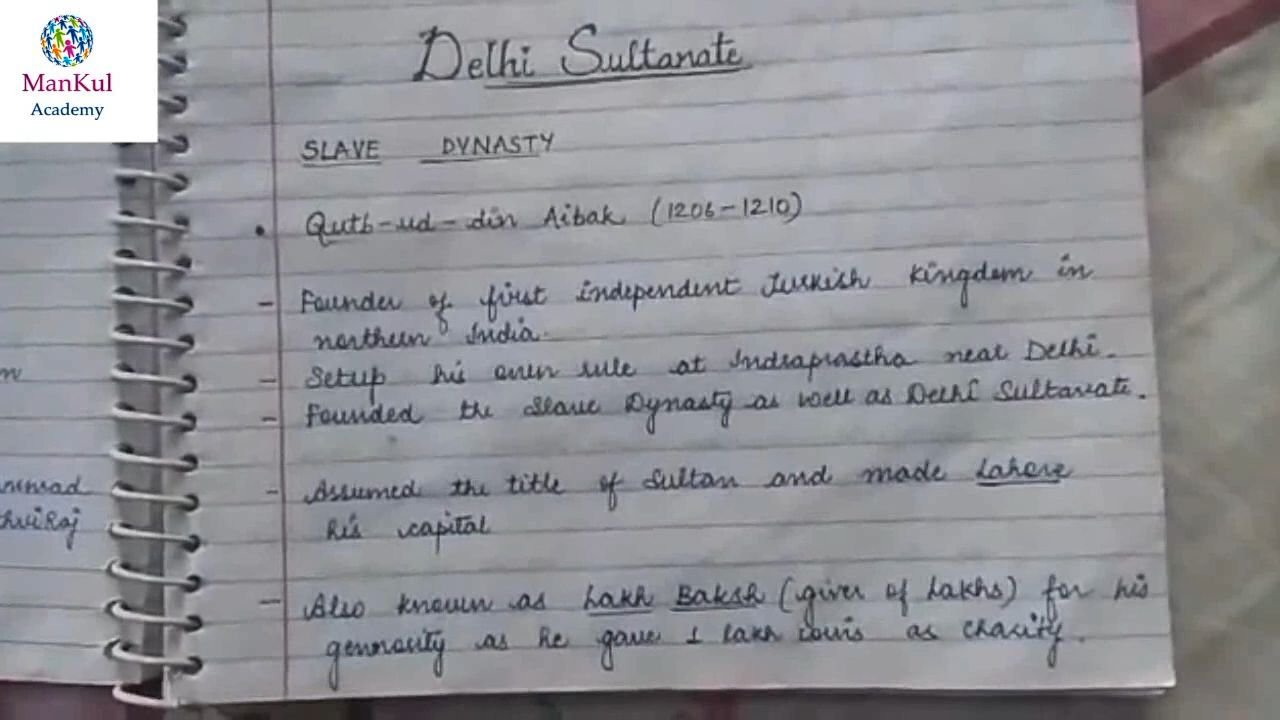 ManKul
Academy
Delhi Sultanate
SLAVE DYNASTY
• Qutb-ud-din Aibak (1206-1210)
- Founder of first independent Turkish Kingdom in
northern India.
- Setup his own rule at Indraprastha near Delhi.
- Founded the Slave Dynasty as well as Delhi Sultanate.
- Assumed the title of Sultan and made Lahore
his capital
- Also known as Lakh Baksh (giver of Lakhs) for his
generosity as he gave 1 lakh coins as charity.